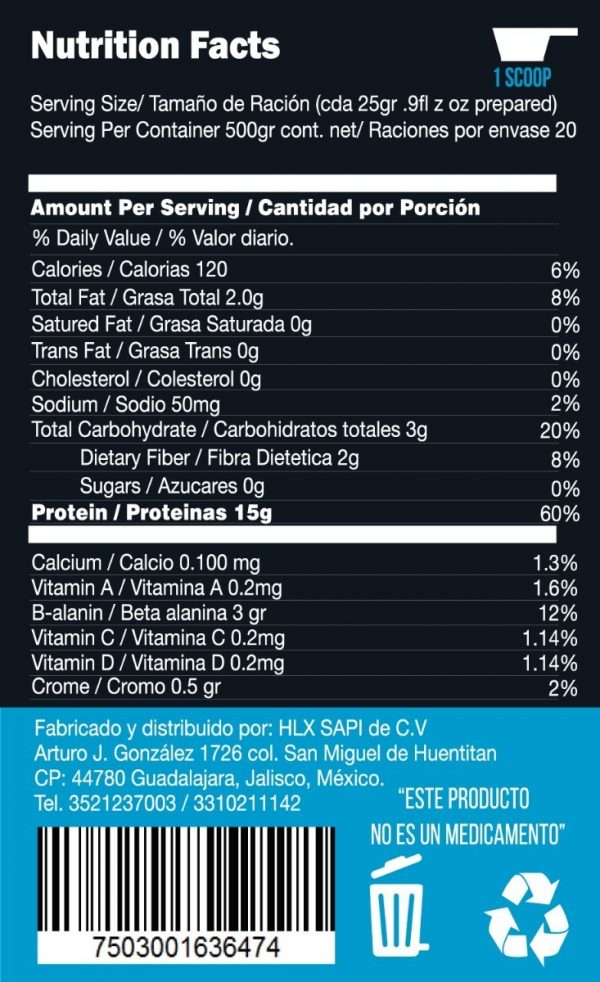 Nutrition Facts
1 SCOOP
Serving Size/ Tamaño de Ración (cda 25gr .9fl z oz prepared)
Serving Per Container 500gr cont. net/ Raciones por envase 20
Amount Per Serving / Cantidad por Porción
% Daily Value / % Valor diario.
Calories / Calorias 120 6%
Total Fat / Grasa Total 2.0g 8%
Satured Fat / Grasa Saturada 0g 0%
Trans Fat / Grasa Trans 0g 0%
Cholesterol / Colesterol 0g 0%
Sodium / Sodio 50mg 2%
Total Carbohydrate / Carbohidratos totales 3g 20%
Dietary Fiber / Fibra Dietetica 2g 8%
Sugars / Azucares 0g 0%
Protein / Proteinas 15g 60%
Calcium / Calcio 0.100 mg 1.3%
Vitamin A / Vitamina A 0.2mg 1.6%
B-alanin / Beta alanina 3 gr 12%
Vitamin C / Vitamina C 0.2mg 1.14%
Vitamin D / Vitamina D 0.2mg 1.14%
Crome / Cromo 0.5 gr 2%
Fabricado y distribuido por: HLX SAPI de C.V
Arturo J. González 1726 col. San Miguel de Huentitan
CP: 44780 Guadalajara, Jalisco, México.
Tel. 3521237003 / 3310211142
“ESTE PRODUCTO
NO ES UN MEDICAMENTO”
7503001636474